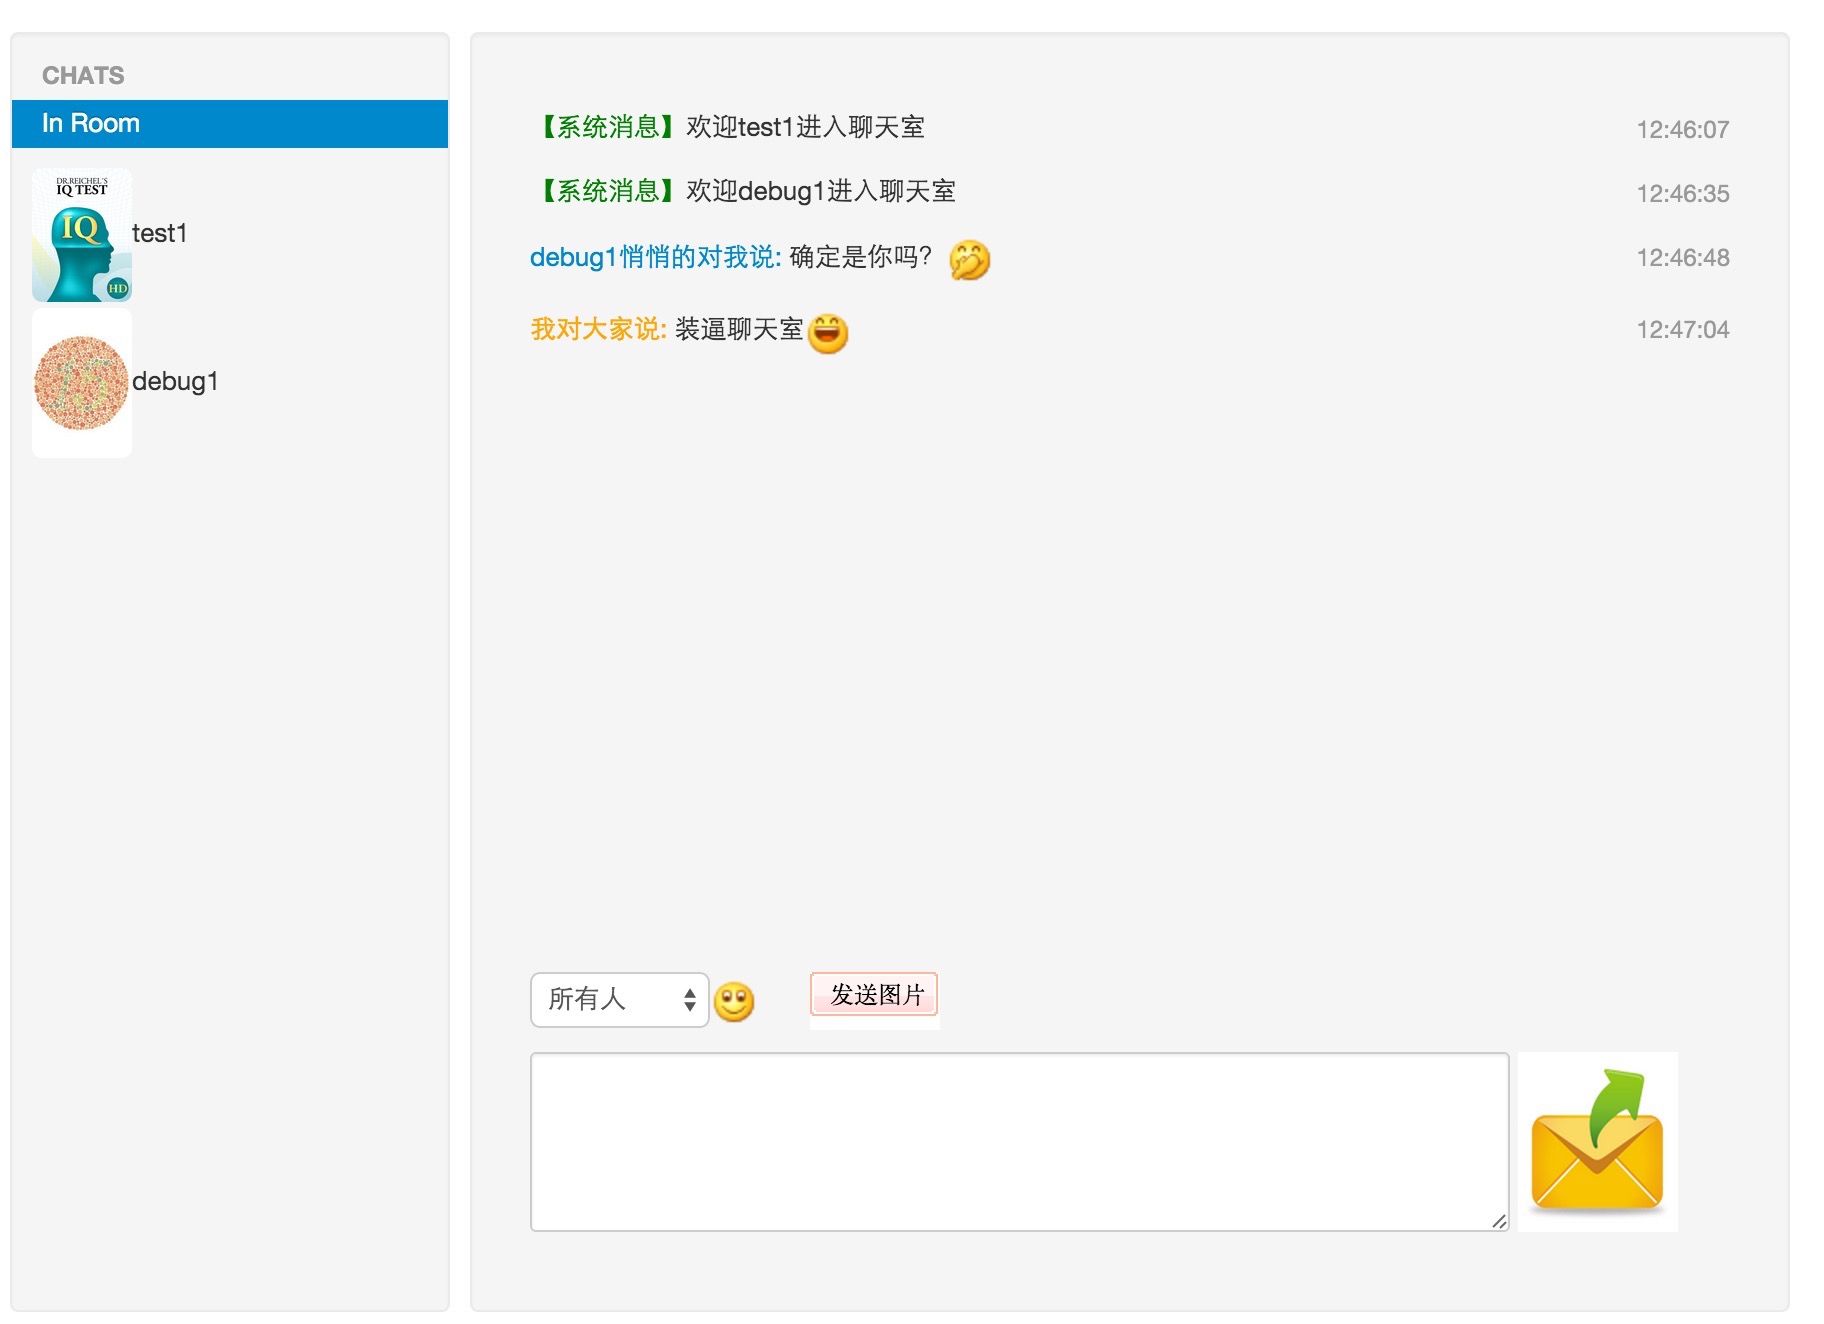 CHATS
In Room
DR.REICHEL'S
IQ TEST
IQ
HD
test1
15
debug1
【系统消息】欢迎test1进入聊天室 12:46:07
【系统消息】欢迎debug1进入聊天室 12:46:35
debug1悄悄的对我说: 确定是你吗? 12:46:48
我对大家说: 装逼聊天室 12:47:04
所有人
发送图片